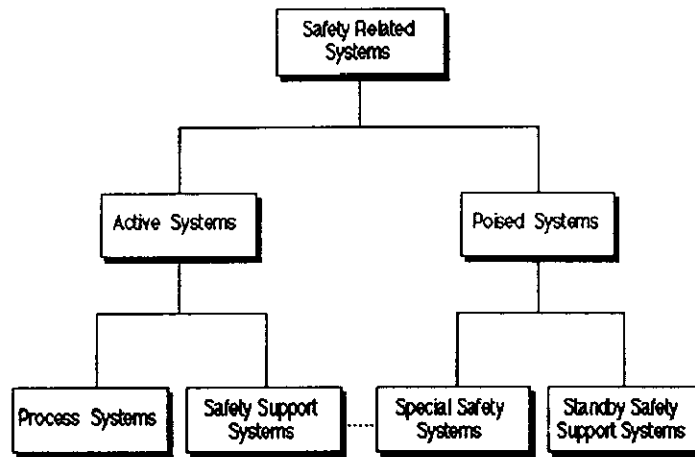 Safety Related
Systems
Active Systems
Poised Systems
Process Systems
Safety Support
Systems
Special Safety
Systems
Standby Safety
Support Systems